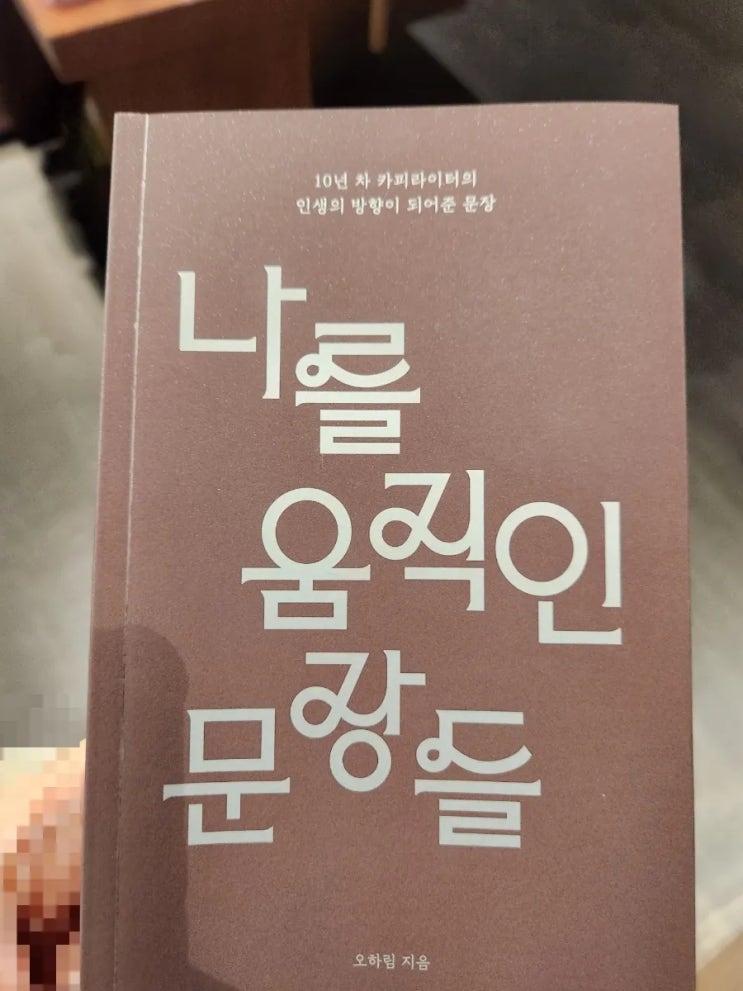 10년 차 카피라이터의
인생의 방향이 되어준 문장
나를
움직인
문장들
오하림 지음